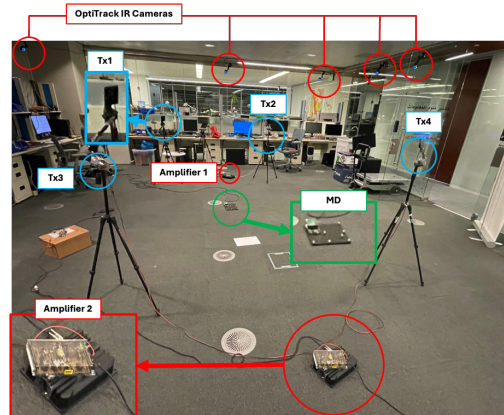 OptiTrack IR Cameras
Tx1
Tx2
Tx4
Tx3
Amplifier 1
MD
Amplifier 2